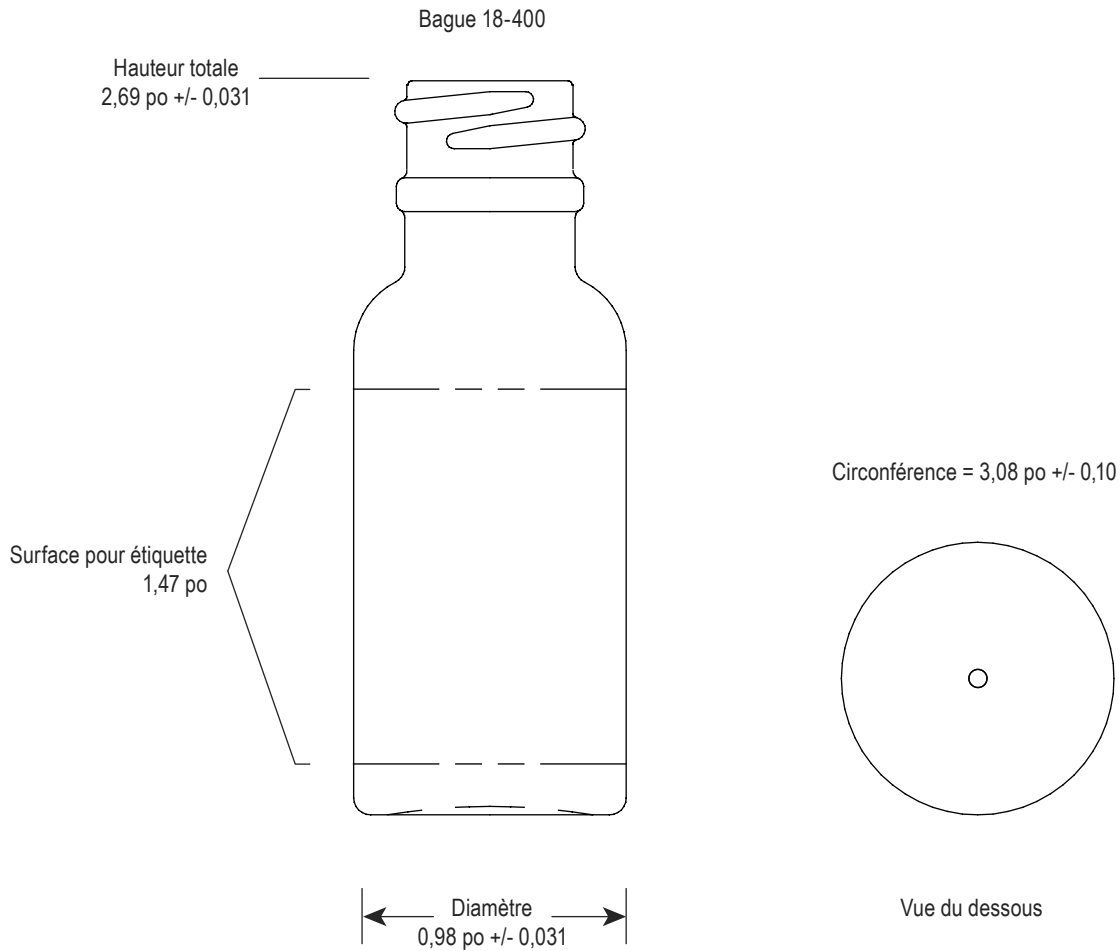 Bague 18-400
Hauteur totale
2,69 po +/- 0,031
Circonférence = 3,08 po +/- 0,10
Surface pour étiquette
1,47 po
Diamètre
0,98 po +/- 0,031
Vue du dessous